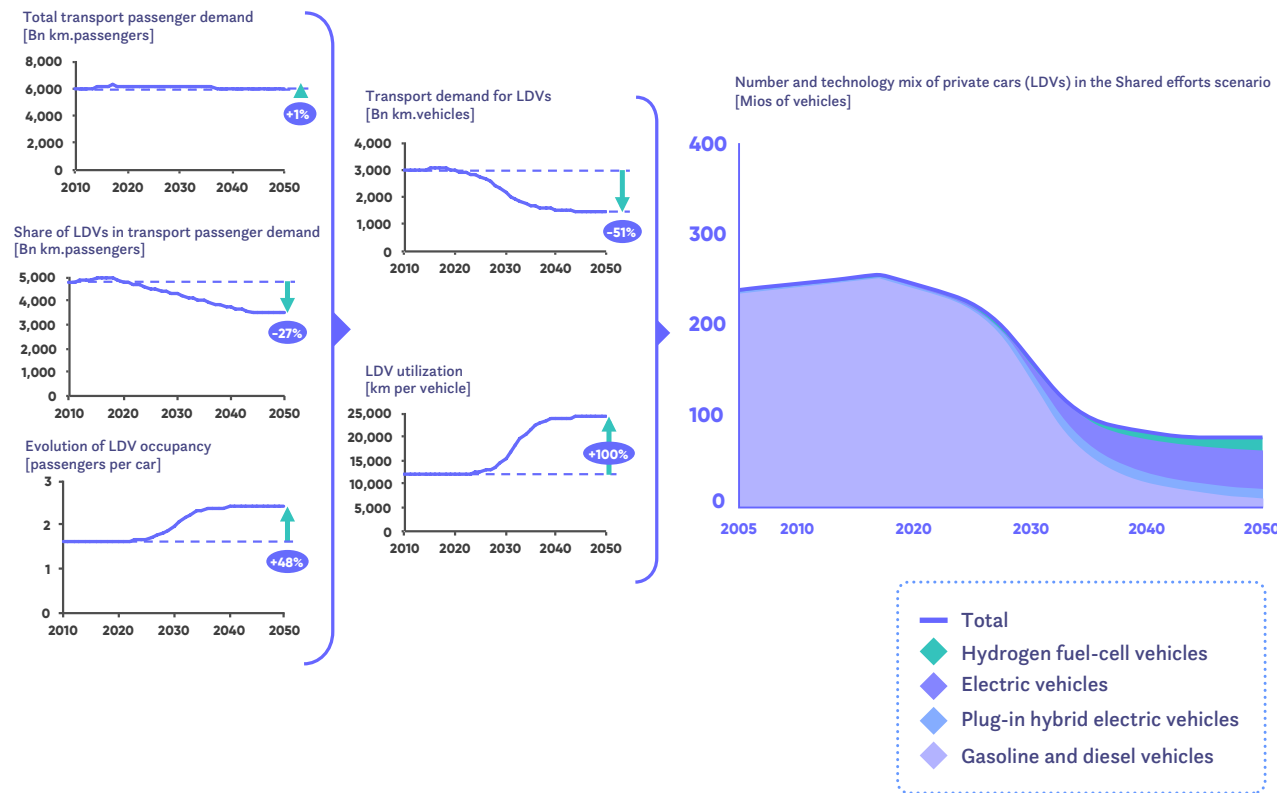 Total transport passenger demand
[Bn km.passengers]
8,000
6,000
4,000
2,000
0
+1%
2010 2020 2030 2040 2050
Share of LDVs in transport passenger demand
[Bn km.passengers]
5,000
4,000
3,000
2,000
1,000
0
-27%
2010 2020 2030 2040 2050
Evolution of LDV occupancy
[passengers per car]
3
2
1
0
+48%
2010 2020 2030 2040 2050
Transport demand for LDVs
[Bn km.vehicles]
4,000
3,000
2,000
1,000
0
-51%
2010 2020 2030 2040 2050
LDV utilization
[km per vehicle]
25,000
20,000
15,000
10,000
5,000
0
+100%
2010 2020 2030 2040 2050
Number and technology mix of private cars (LDVs) in the Shared efforts scenario
[Mios of vehicles]
400
300
200
100
0
2005 2010 2020 2030 2040 2050
Total
Hydrogen fuel-cell vehicles
Electric vehicles
Plug-in hybrid electric vehicles
Gasoline and diesel vehicles